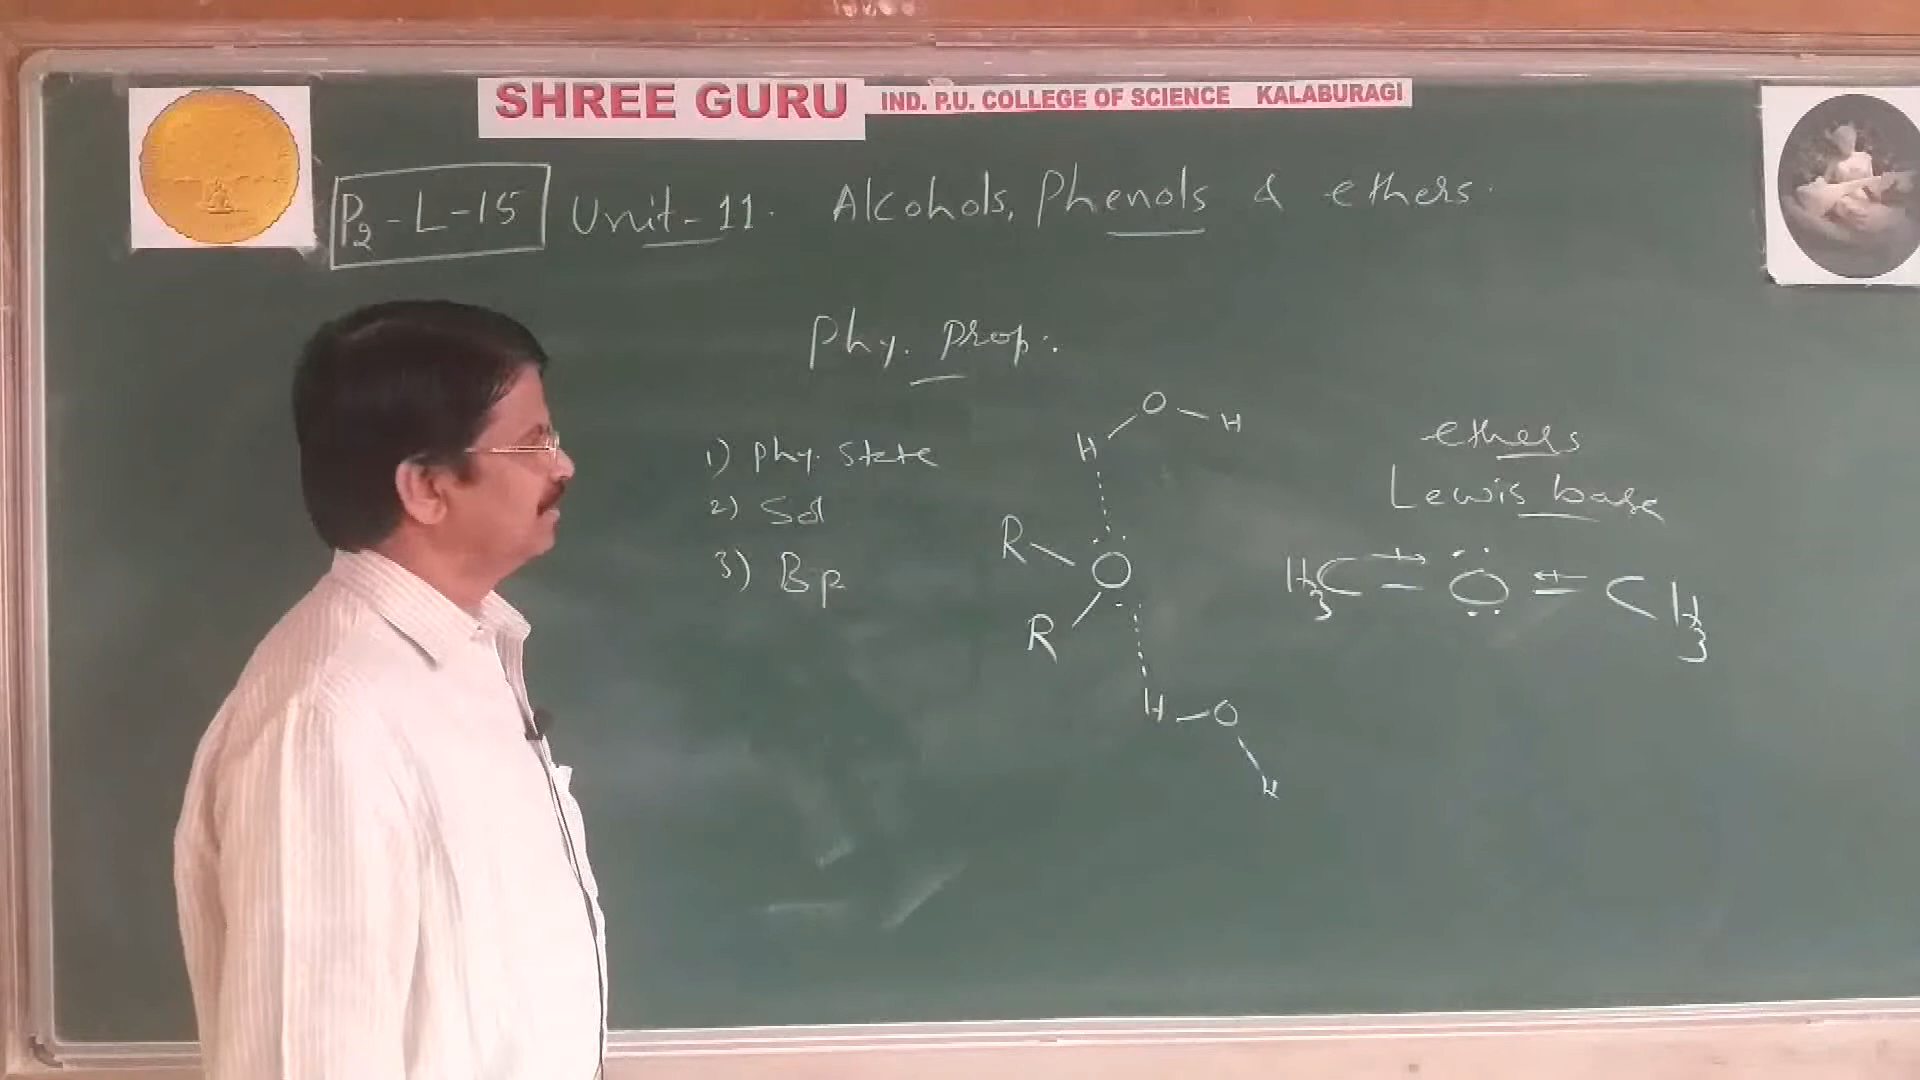 SHREE GURU IND. P.U. COLLEGE OF SCIENCE KALABURAGI
P2-L-15 Unit-11. Alcohols, Phenols & ethers.
Phy. Prop:
1) Phy. State
2) Sol
3) Bp
O-H
H
R
O
R
H-O
H
ethers
Lewis base
H3C-O-CH3